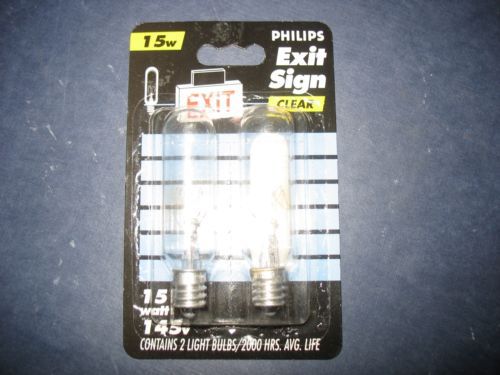 15w
PHILIPS
Exit
Sign
CLEAR
EXIT
15
watt
145v
CONTAINS 2 LIGHT BULBS/2000 HRS. AVG. LIFE